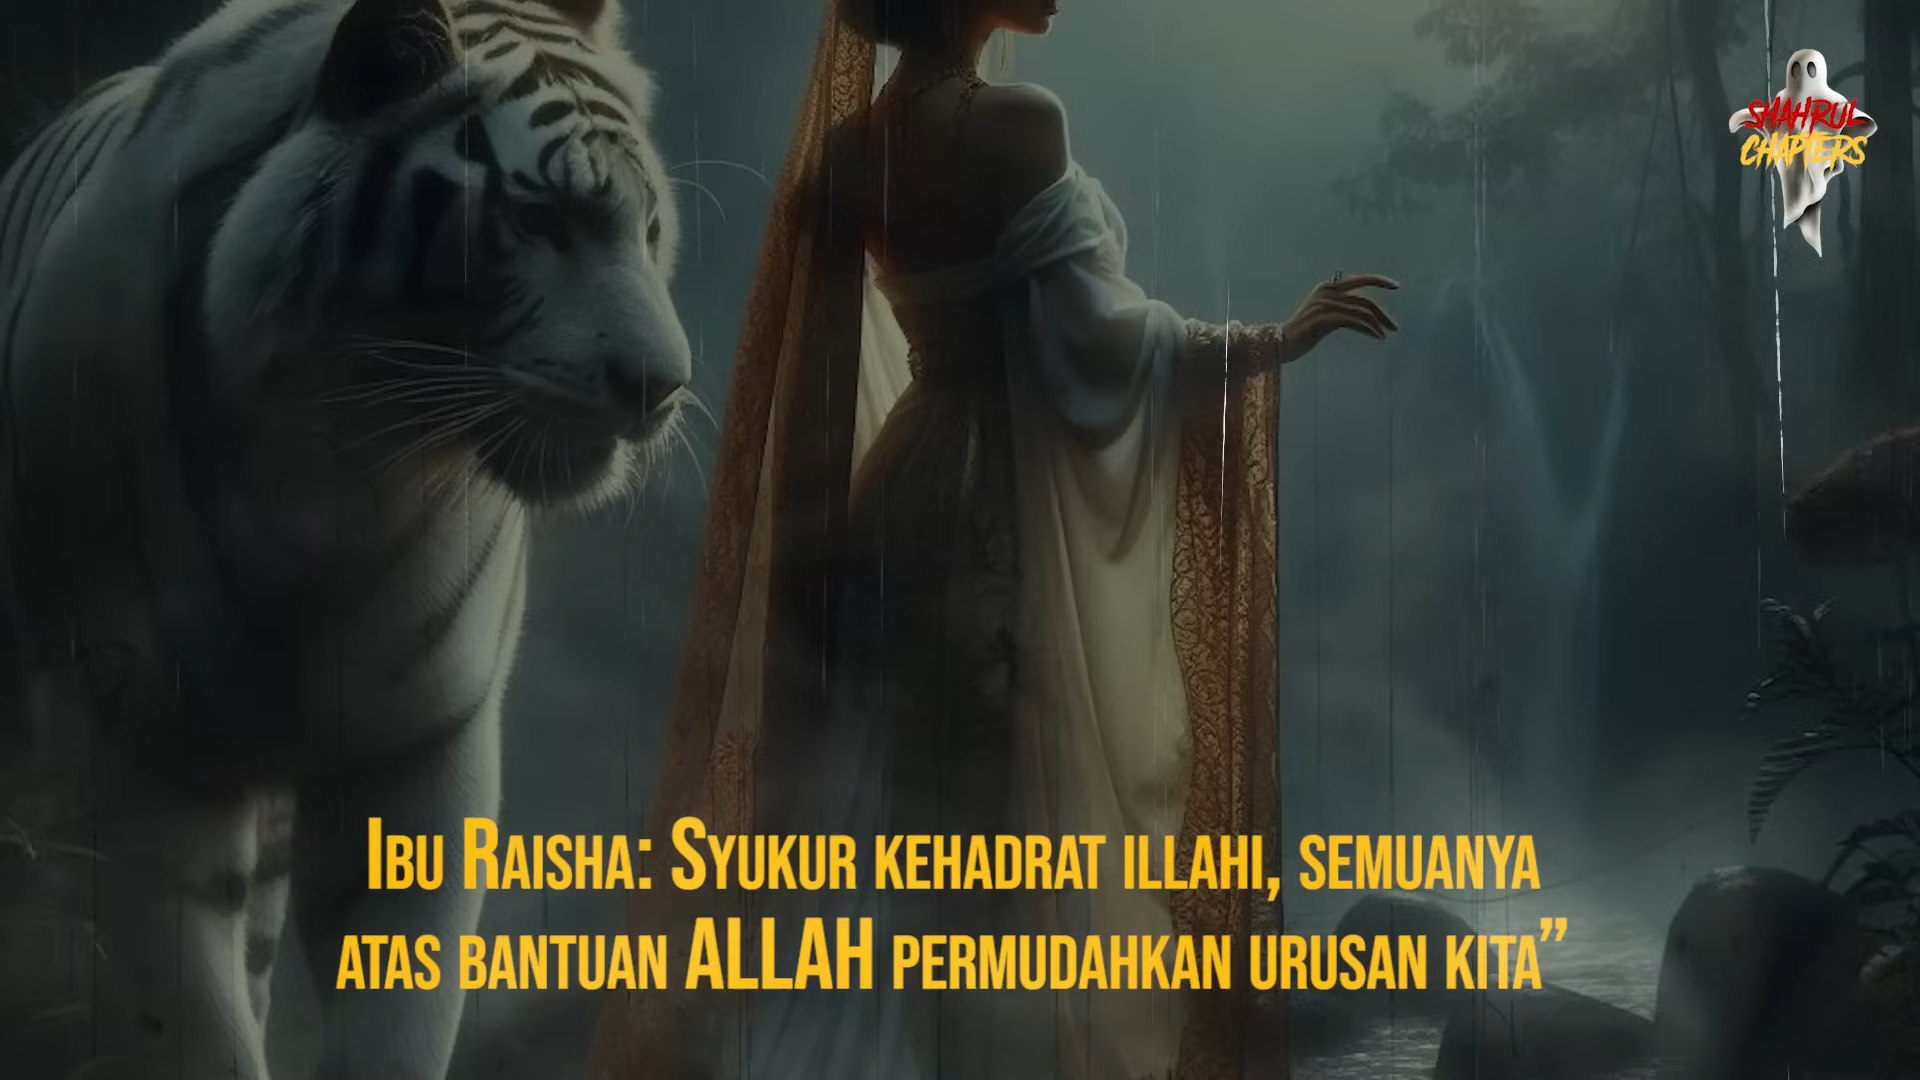 SHAHRUL
CHAPTERS
Ibu Raisha: Syukur kehadrat illahi, semuanya
atas bantuan ALLAH permudahkan urusan kita”